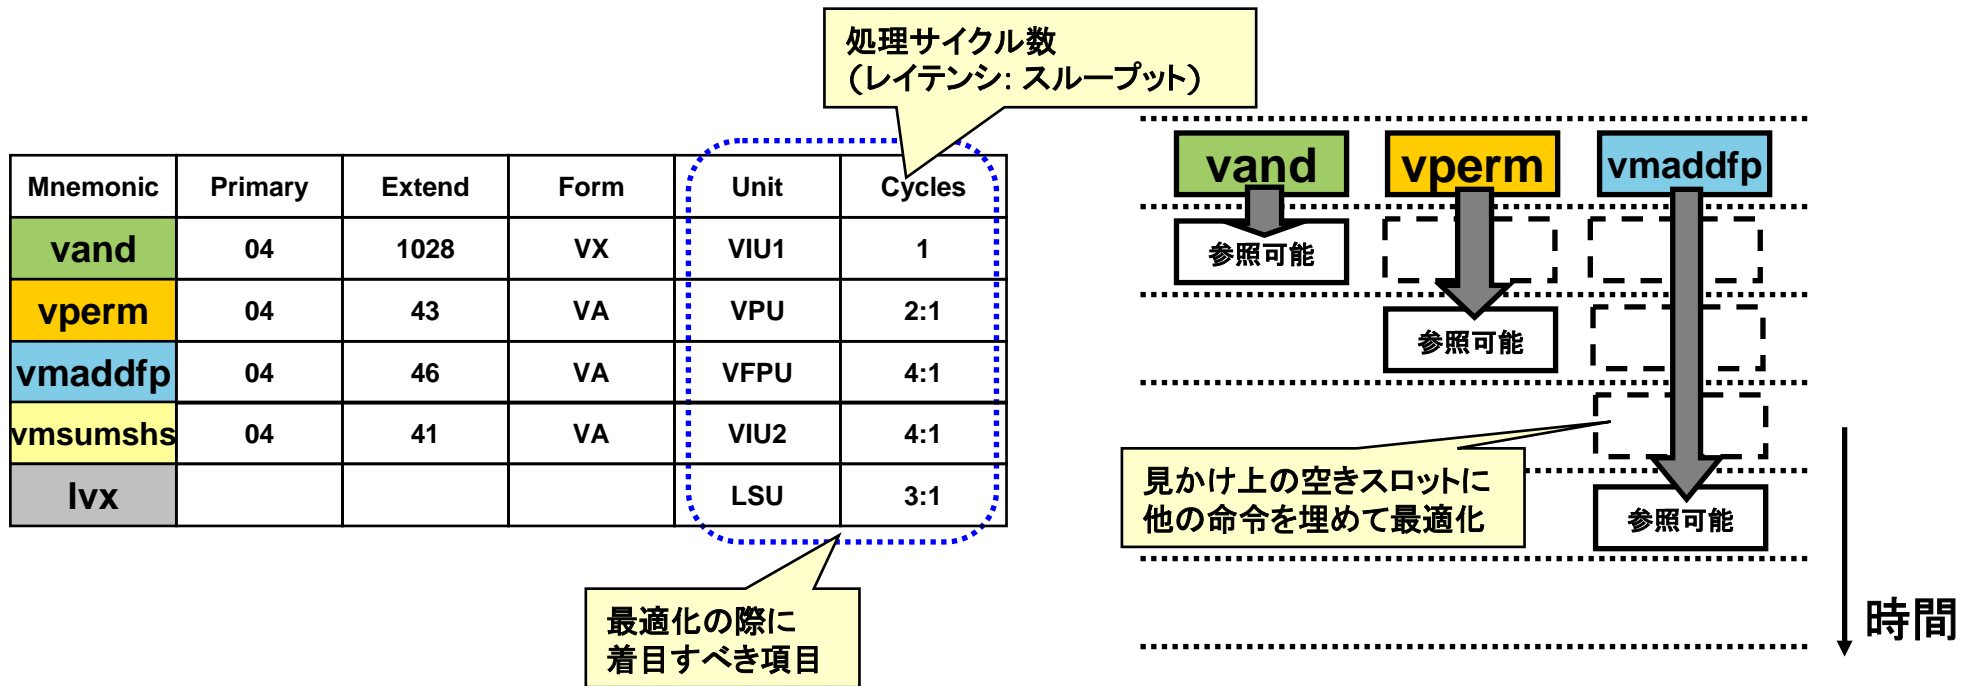 処理サイクル数
（レイテンシ: スループット）
Mnemonic Primary Extend Form Unit Cycles
vand 04 1028 VX VIU1 1
vperm 04 43 VA VPU 2:1
vmaddfp 04 46 VA VFPU 4:1
vmsumshs 04 41 VA VIU2 4:1
lvx LSU 3:1
最適化の際に
着目すべき項目
vand vperm vmaddfp
参照可能
参照可能
参照可能
見かけ上の空きスロットに
他の命令を埋めて最適化
時間